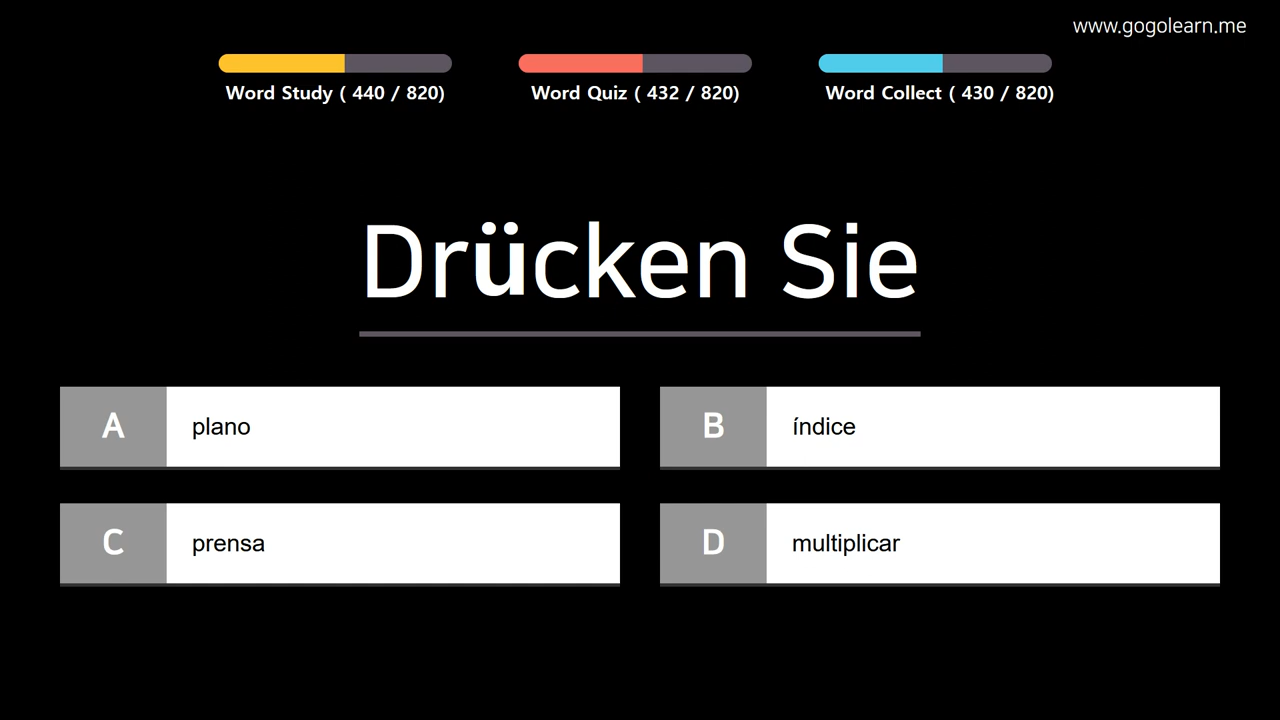 www.gogolearn.me
Word Study ( 440 / 820)
Word Quiz ( 432 / 820)
Word Collect ( 430 / 820)
Drücken Sie
A plano
B índice
C prensa
D multiplicar